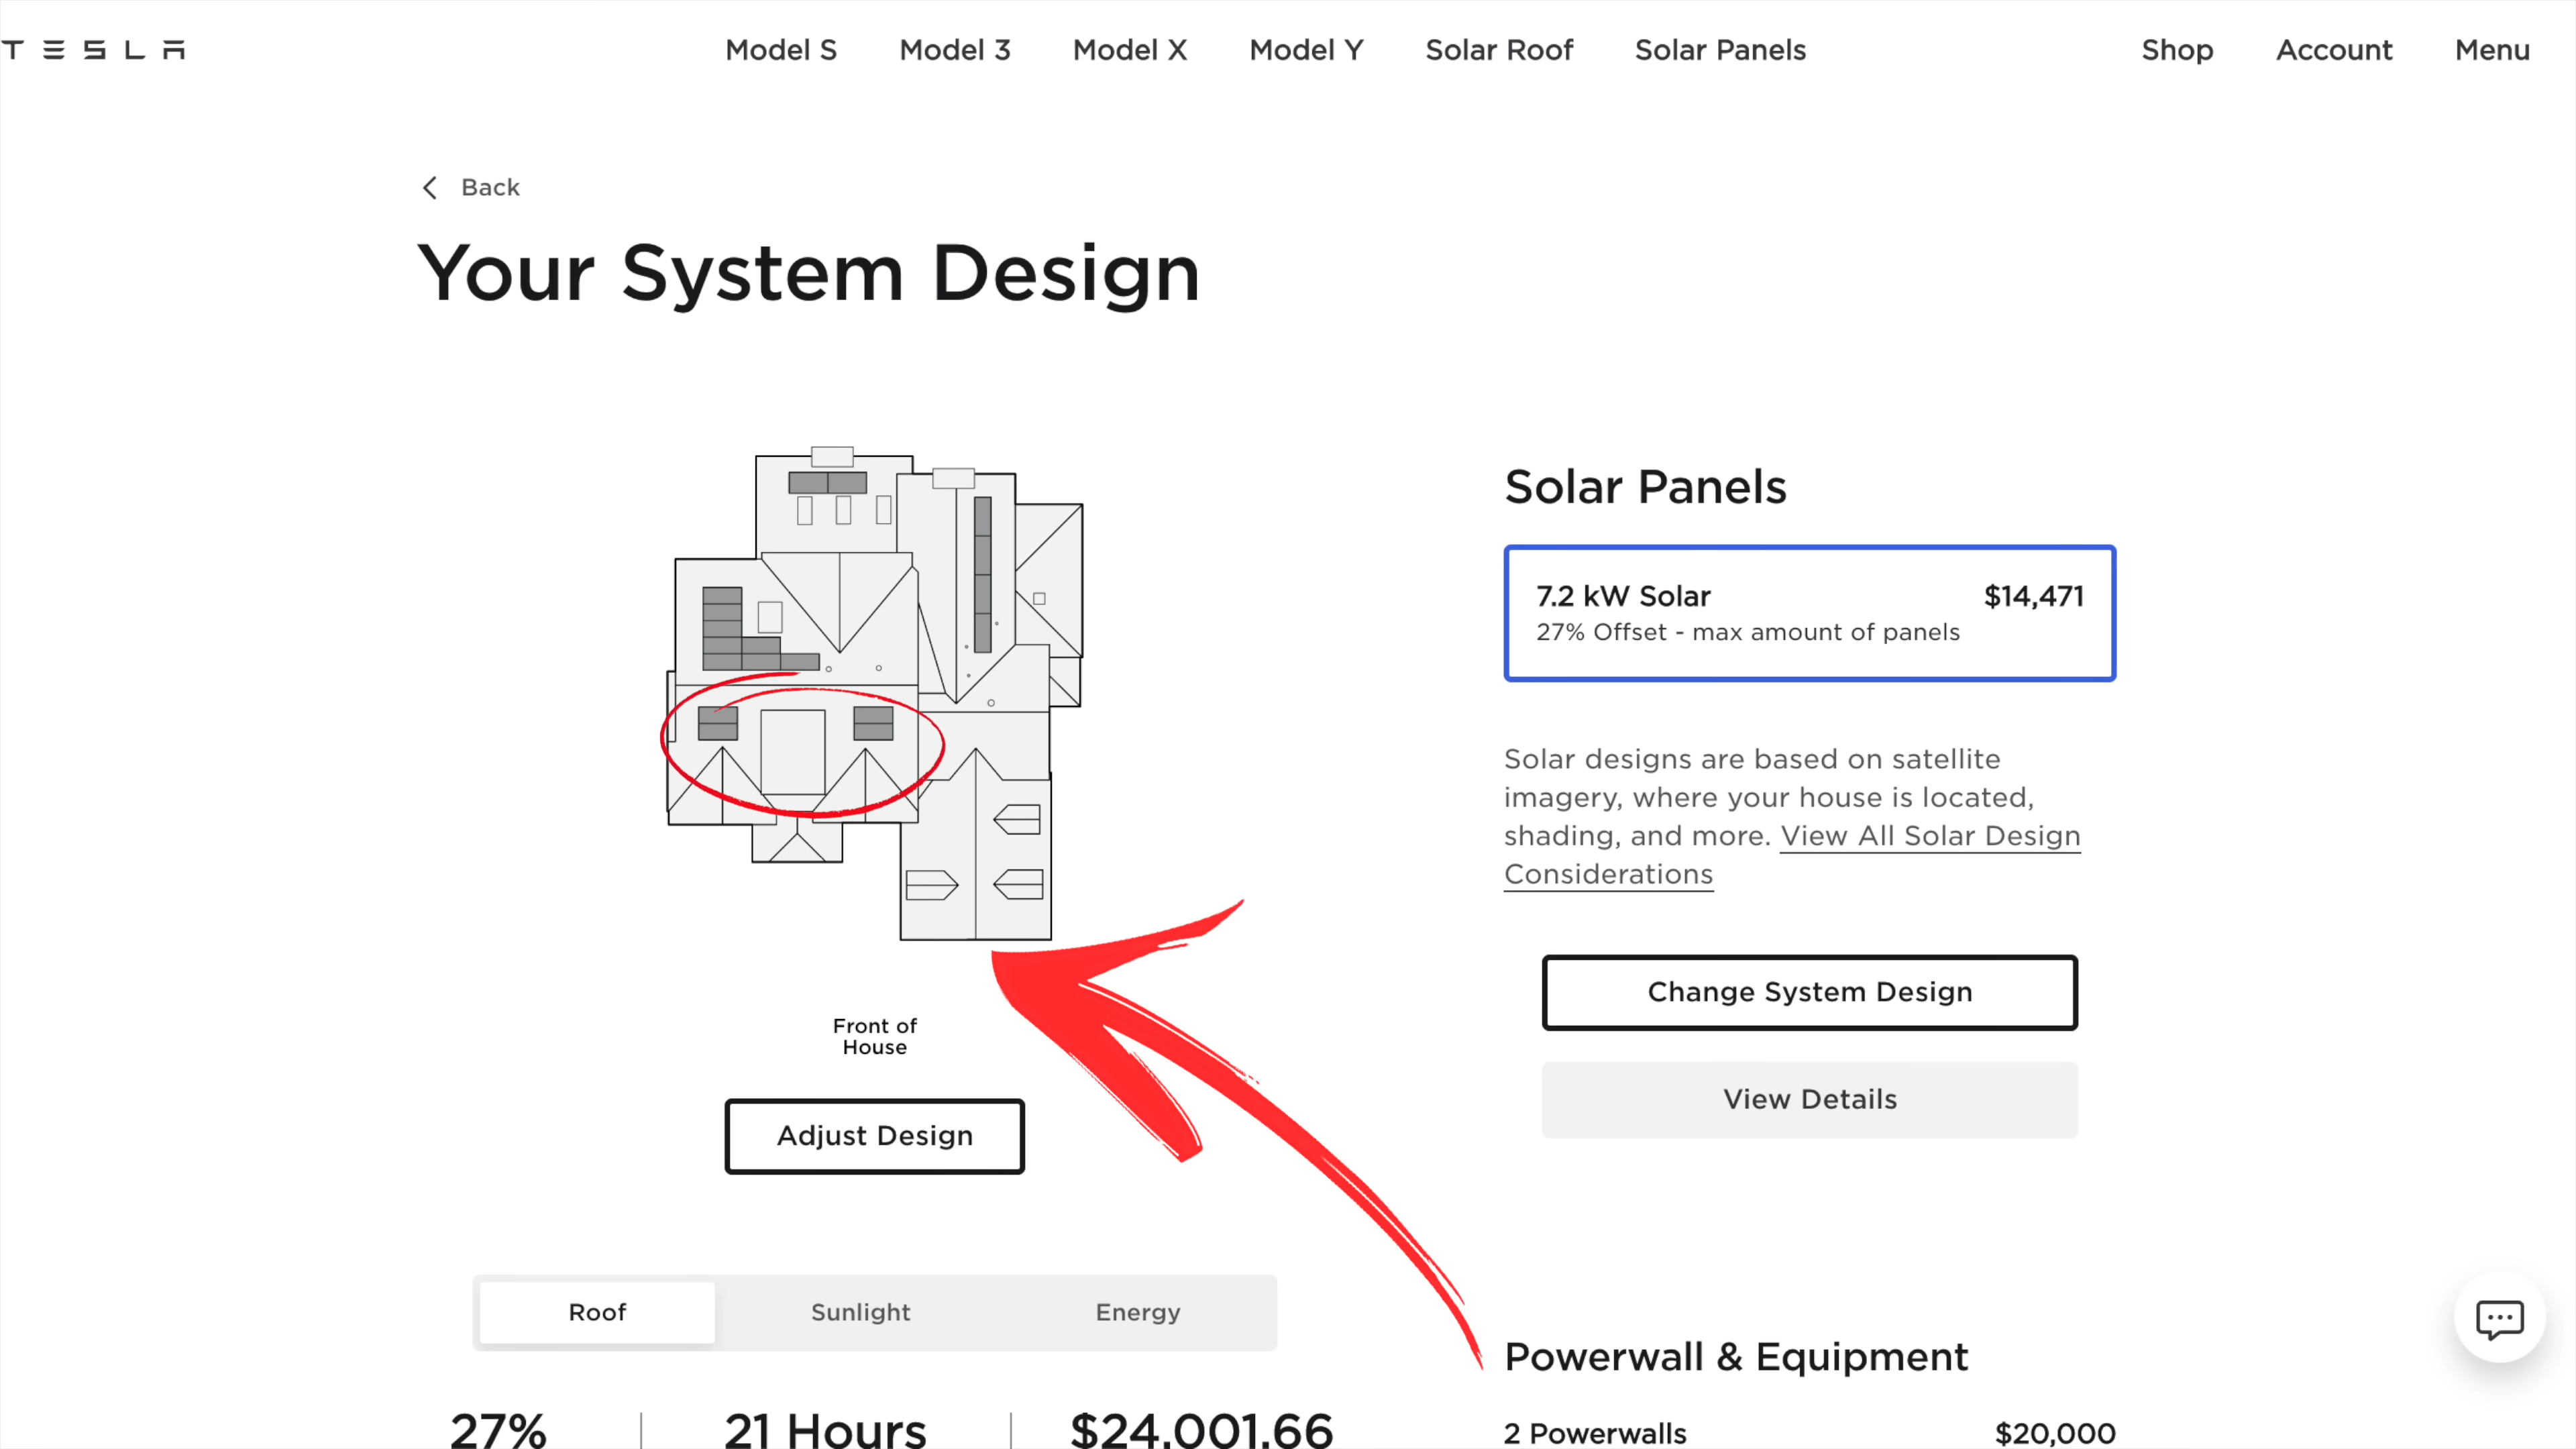 TESLA
Model S
Model 3
Model X
Model Y
Solar Roof
Solar Panels
Shop
Account
Menu
Back
Your System Design
Front of
House
Adjust Design
Roof
Sunlight
Energy
27%
21 Hours
$24,001.66
Solar Panels
7.2 kW Solar
$14,471
27% Offset - max amount of panels
Solar designs are based on satellite
imagery, where your house is located,
shading, and more. View All Solar Design
Considerations
Change System Design
View Details
Powerwall & Equipment
2 Powerwalls
$20,000